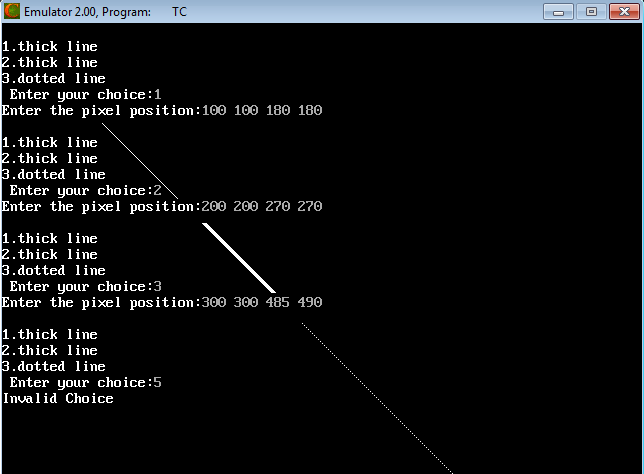 Emulator 2.00, Program: TC
1.thick line
2.thick line
3.dotted line
Enter your choice:1
Enter the pixel position:100 100 180 180
1.thick line
2.thick line
3.dotted line
Enter your choice:2
Enter the pixel position:200 200 270 270
1.thick line
2.thick line
3.dotted line
Enter your choice:3
Enter the pixel position:300 300 485 490
1.thick line
2.thick line
3.dotted line
Enter your choice:5
Invalid Choice